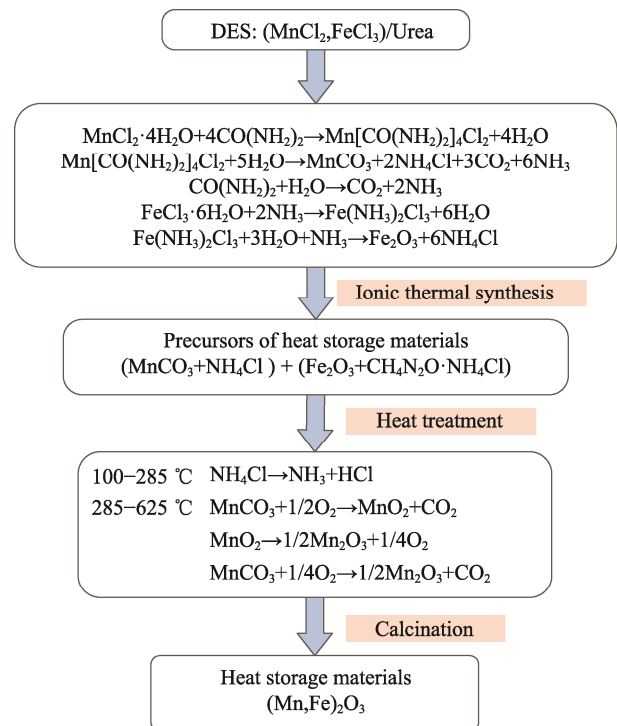 DES: (MnCl₂,FeCl₃)/Urea
MnCl₂·4H₂O+4CO(NH₂)₂→Mn[CO(NH₂)₂]₄Cl₂+4H₂O
Mn[CO(NH₂)₂]₄Cl₂+5H₂O→MnCO₃+2NH₄Cl+3CO₂+6NH₃
CO(NH₂)₂+H₂O→CO₂+2NH₃
FeCl₃·6H₂O+2NH₃→Fe(NH₃)₂Cl₃+6H₂O
Fe(NH₃)₂Cl₃+3H₂O+NH₃→Fe₂O₃+6NH₄Cl
Ionic thermal synthesis
Precursors of heat storage materials
(MnCO₃+NH₄Cl ) + (Fe₂O₃+CH₄N₂O·NH₄Cl)
Heat treatment
100−285 ℃ NH₄Cl→NH₃+HCl
285−625 ℃ MnCO₃+1/2O₂→MnO₂+CO₂
MnO₂→1/2Mn₂O₃+1/4O₂
MnCO₃+1/4O₂→1/2Mn₂O₃+CO₂
Calcination
Heat storage materials
(Mn,Fe)₂O₃